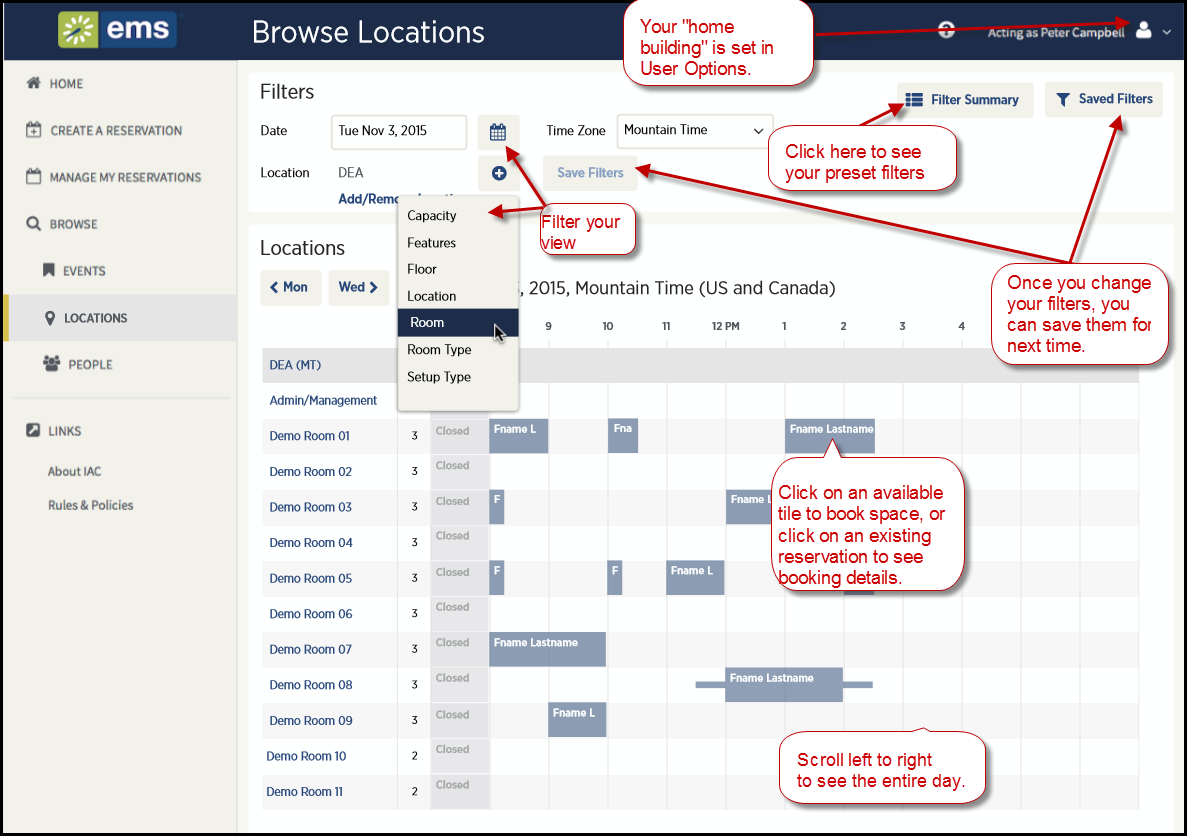 ems
Browse Locations
Your "home
building" is set in
User Options.
Acting as Peter Campbell
HOME
CREATE A RESERVATION
MANAGE MY RESERVATIONS
BROWSE
EVENTS
LOCATIONS
PEOPLE
LINKS
About IAC
Rules & Policies
Filters
Filter Summary
Saved Filters
Date
Tue Nov 3, 2015
Time Zone
Mountain Time
Click here to see
your preset filters
Location
DEA
Save Filters
Add/Remo
Capacity
Features
Floor
Location
Room
Room Type
Setup Type
Filter your
view
Once you change
your filters, you
can save them for
next time.
Locations
Mon
Wed
, 2015, Mountain Time (US and Canada)
9 10 11 12 PM 1 2 3 4
DEA (MT)
Admin/Management
Demo Room 01 3 Closed Fname L Fna Fname Lastname
Demo Room 02 3 Closed
Demo Room 03 3 Closed F Fname L
Demo Room 04 3 Closed
Demo Room 05 3 Closed F F Fname L
Demo Room 06 3 Closed
Demo Room 07 3 Closed Fname Lastname
Demo Room 08 3 Closed Fname Lastname
Demo Room 09 3 Closed Fname L
Demo Room 10 2 Closed
Demo Room 11 2 Closed
Click on an available
tile to book space, or
click on an existing
reservation to see
booking details.
Scroll left to right
to see the entire day.